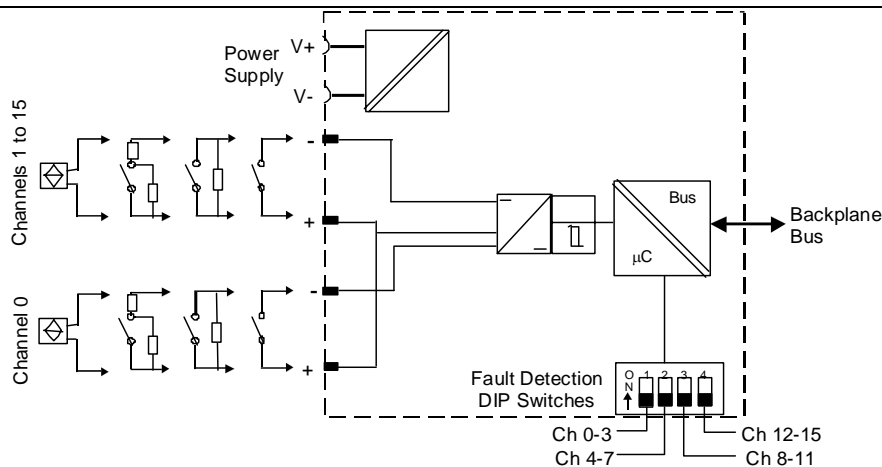 Power
Supply
V+
V-
Channels 1 to 15
-
+
Channel 0
-
+
Bus
µC
Backplane
Bus
Fault Detection
DIP Switches
ON
1 2 3 4
Ch 0-3
Ch 12-15
Ch 4-7
Ch 8-11